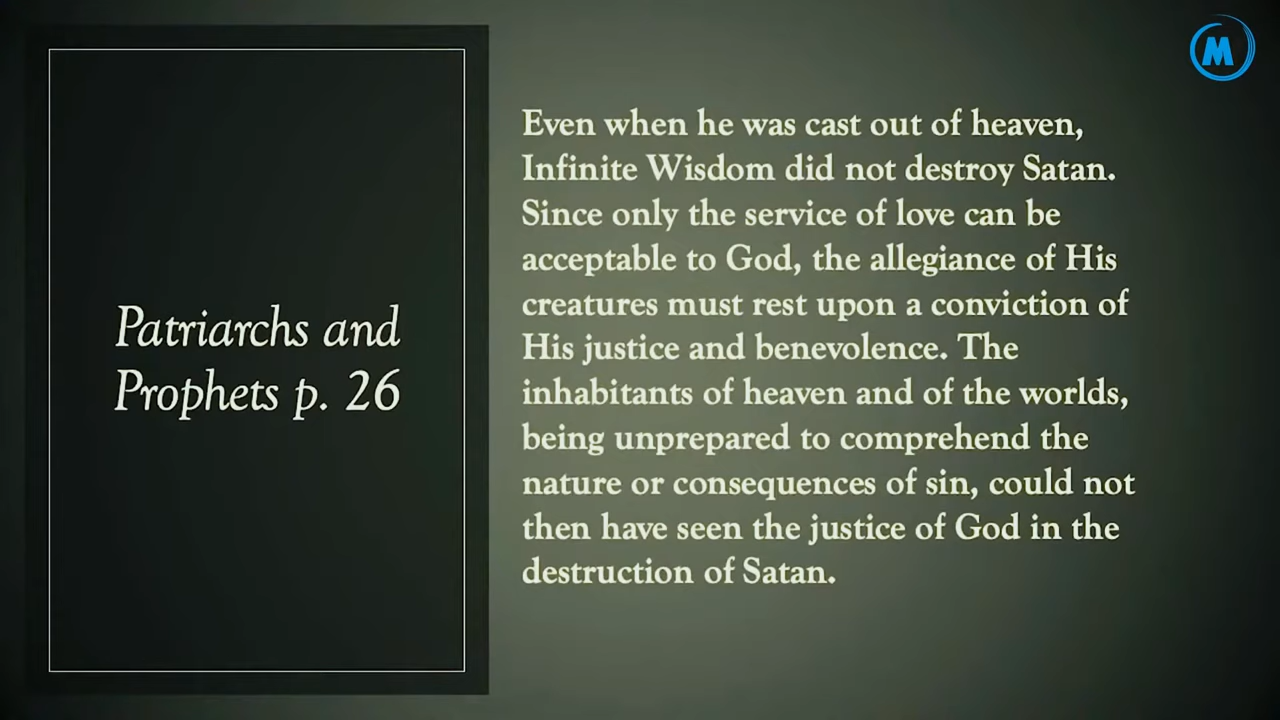 Patriarchs and
Prophets p. 26
Even when he was cast out of heaven,
Infinite Wisdom did not destroy Satan.
Since only the service of love can be
acceptable to God, the allegiance of His
creatures must rest upon a conviction of
His justice and benevolence. The
inhabitants of heaven and of the worlds,
being unprepared to comprehend the
nature or consequences of sin, could not
then have seen the justice of God in the
destruction of Satan.
M